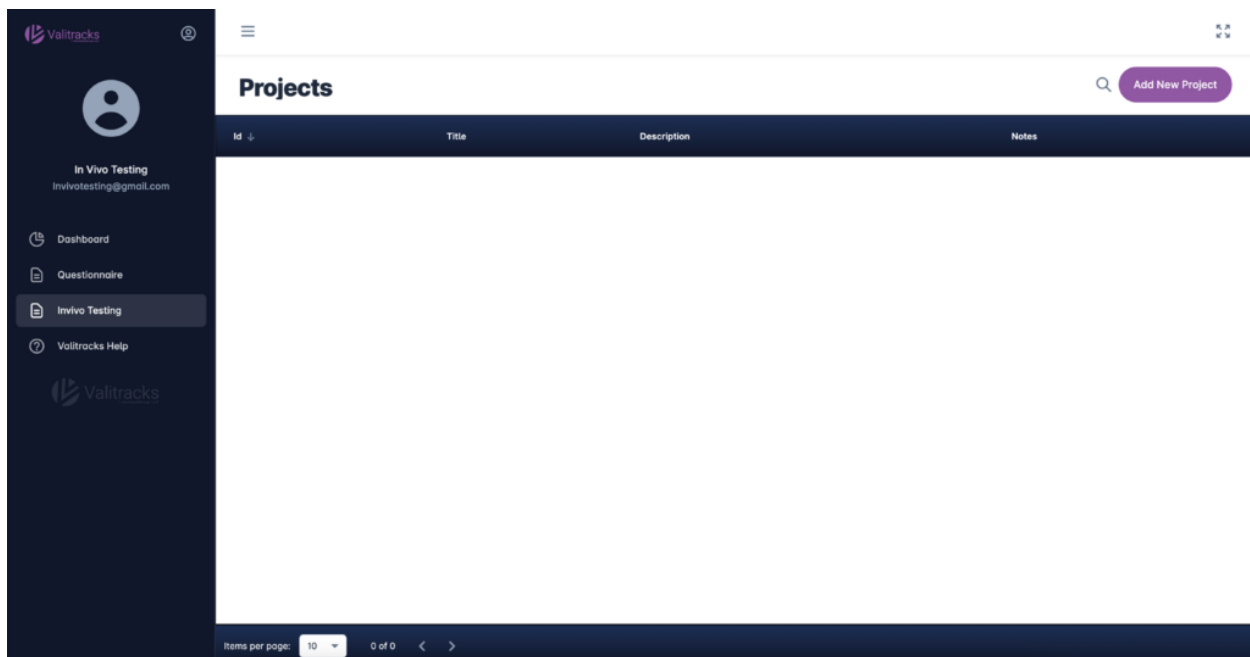 Valitracks
In Vivo Testing
Invivotesting@gmail.com
Dashboard
Questionnaire
Invivo Testing
Valitracks Help
Valitracks
Projects
Add New Project
Id Title Description Notes
Items per page: 10 0 of 0